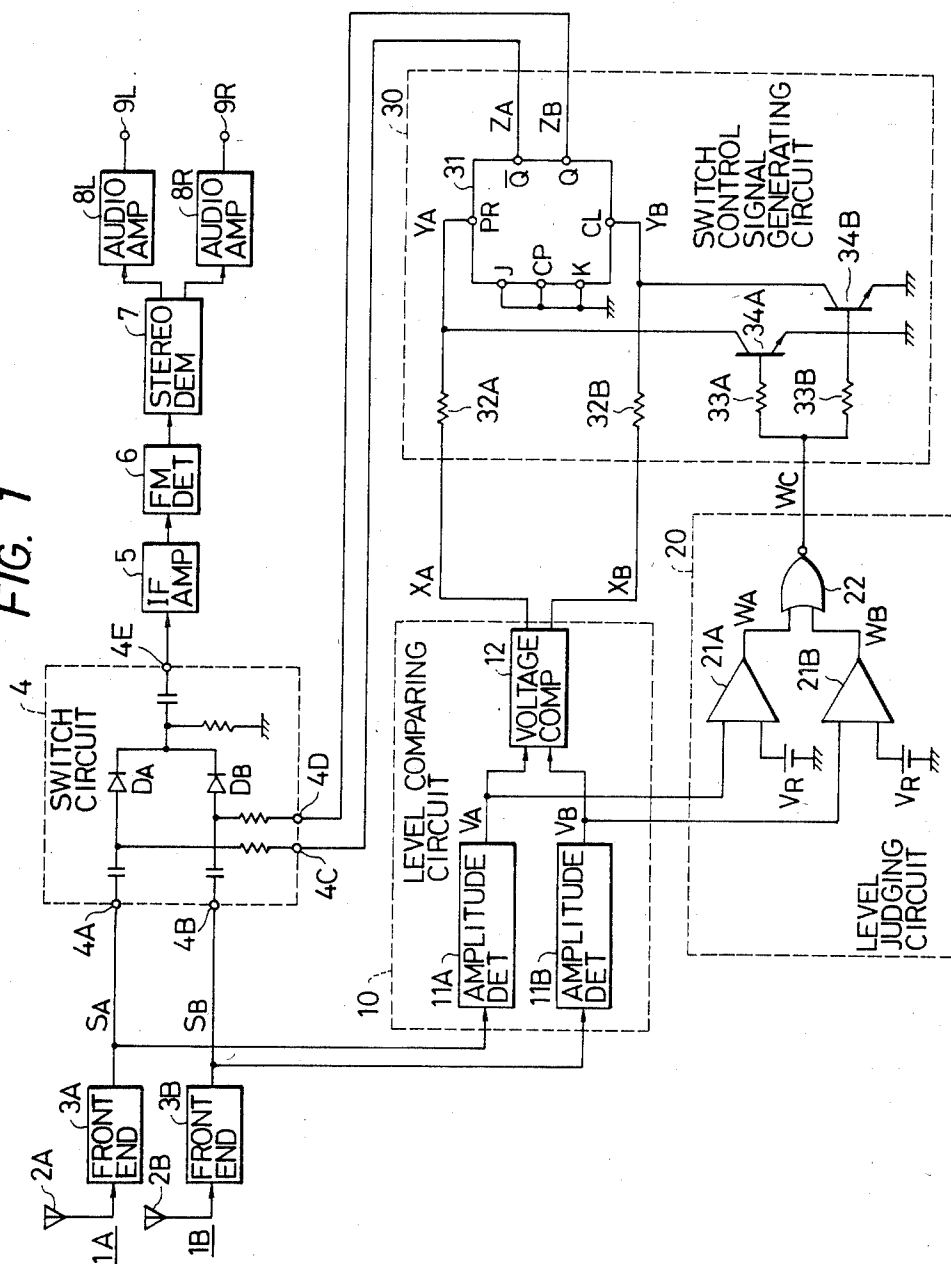 FIG. 1
1A
2A
FRONT
END
3A
SA
1B
2B
FRONT
END
3B
SB
4A
4B
SWITCH
CIRCUIT
4
DA
DB
4C
4D
4E
IF
AMP
5
FM
DET
6
STEREO
DEM
7
AUDIO
AMP
8L
9L
AUDIO
AMP
8R
9R
10
LEVEL COMPARING
CIRCUIT
11A
AMPLITUDE
DET
VA
11B
AMPLITUDE
DET
VB
12
VOLTAGE
COMP
XA
XB
LEVEL
JUDGING
CIRCUIT
20
21A
WA
VR
21B
WB
VR
22
WC
30
SWITCH
CONTROL
SIGNAL
GENERATING
CIRCUIT
31
J
CP
K
PR
CL
Q̅
Q
YA
YB
ZA
ZB
32A
32B
33A
33B
34A
34B